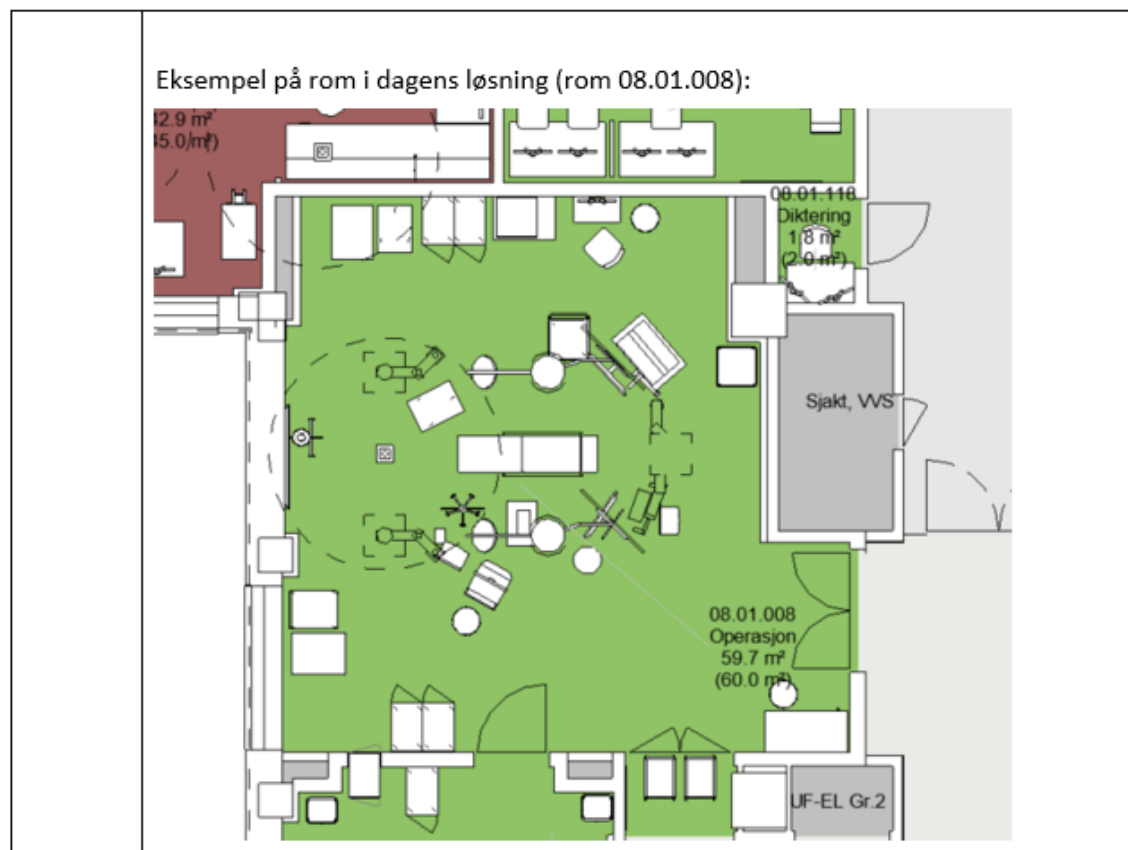 Eksempel på rom i dagens løsning (rom 08.01.008):
42.9 m²
45.0 m²)
08.01.118
Diktering
1.8 m²
(2.0 m²)
Sjakt, VVS
08.01.008
Operasjon
59.7 m²
(60.0 m²)
UF-EL Gr.2